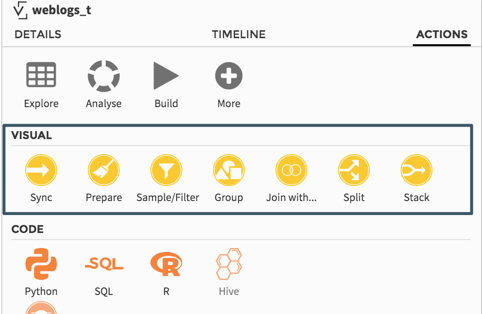 weblogs_t
DETAILS TIMELINE ACTIONS
Explore Analyse Build More
VISUAL
Sync Prepare Sample/Filter Group Join with... Split Stack
CODE
SQL R
Python SQL R Hive